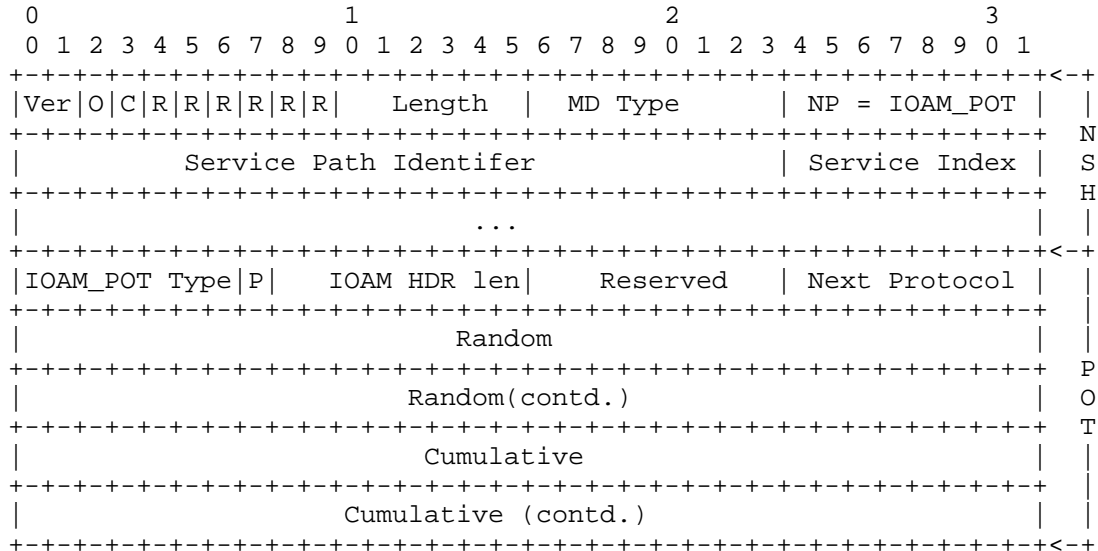 0                   1                   2                   3
 0 1 2 3 4 5 6 7 8 9 0 1 2 3 4 5 6 7 8 9 0 1 2 3 4 5 6 7 8 9 0 1
+-+-+-+-+-+-+-+-+-+-+-+-+-+-+-+-+-+-+-+-+-+-+-+-+-+-+-+-+-+-+-+-+<-+
|Ver|O|C|R|R|R|R|R|R|   Length  |  MD Type      | NP = IOAM_POT |  |
+-+-+-+-+-+-+-+-+-+-+-+-+-+-+-+-+-+-+-+-+-+-+-+-+-+-+-+-+-+-+-+-+  N
|          Service Path Identifer               | Service Index |  S
+-+-+-+-+-+-+-+-+-+-+-+-+-+-+-+-+-+-+-+-+-+-+-+-+-+-+-+-+-+-+-+-+  H
|                            ...                                |  |
+-+-+-+-+-+-+-+-+-+-+-+-+-+-+-+-+-+-+-+-+-+-+-+-+-+-+-+-+-+-+-+-+<-+
|IOAM_POT Type|P|   IOAM HDR len|    Reserved   | Next Protocol |  |
+-+-+-+-+-+-+-+-+-+-+-+-+-+-+-+-+-+-+-+-+-+-+-+-+-+-+-+-+-+-+-+-+  |
|                           Random                              |  |
+-+-+-+-+-+-+-+-+-+-+-+-+-+-+-+-+-+-+-+-+-+-+-+-+-+-+-+-+-+-+-+-+  P
|                        Random(contd.)                         |  O
+-+-+-+-+-+-+-+-+-+-+-+-+-+-+-+-+-+-+-+-+-+-+-+-+-+-+-+-+-+-+-+-+  T
|                         Cumulative                            |  |
+-+-+-+-+-+-+-+-+-+-+-+-+-+-+-+-+-+-+-+-+-+-+-+-+-+-+-+-+-+-+-+-+  |
|                    Cumulative (contd.)                        |  |
+-+-+-+-+-+-+-+-+-+-+-+-+-+-+-+-+-+-+-+-+-+-+-+-+-+-+-+-+-+-+-+-+<-+